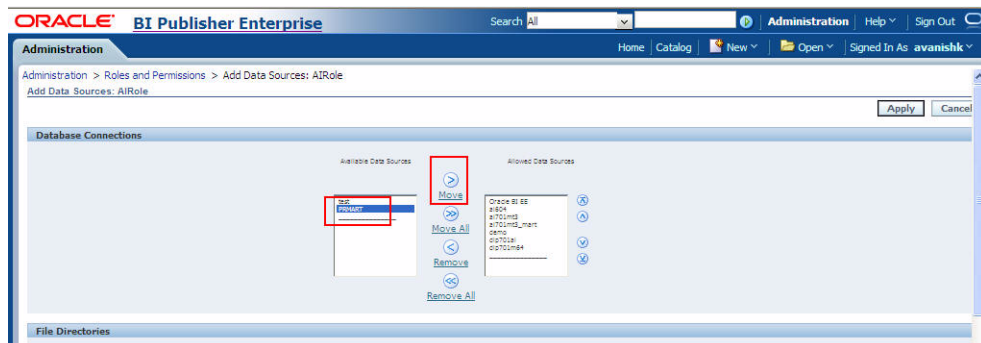 ORACLE BI Publisher Enterprise
Search All
Administration Help Sign Out
Administration
Home Catalog New Open Signed In As avanishk
Administration > Roles and Permissions > Add Data Sources: AIRole
Add Data Sources: AIRole
Apply Cancel
Database Connections
Available Data Sources
Allowed Data Sources
test
PRMART
Move
Move All
Remove
Remove All
Oracle BI EE
ai604
ai701mt3
ai701mt3_mart
demo
File Directories